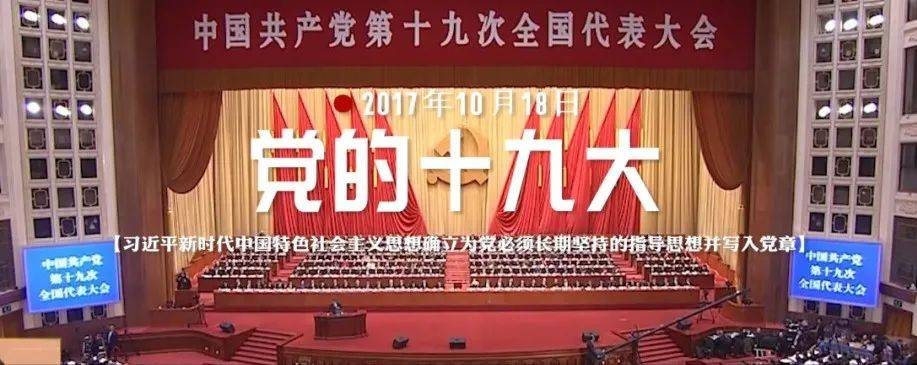 中国共产党第十九次全国代表大会
2017年10月18日
党的十九大
【习近平新时代中国特色社会主义思想确立为党必须长期坚持的指导思想并写入党章】
中国共产党
第十九次
全国代表大会
中国共产党
第十九次
全国代表大会